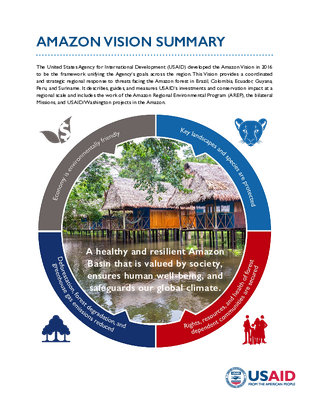 AMAZON VISION SUMMARY
The United States Agency for International Development (USAID) developed the Amazon Vision in 2016
to be the framework unifying the Agency's goals across the region. This Vision provides a coordinated
and strategic regional response to threats facing the Amazon forest in Brazil, Colombia, Ecuador, Guyana,
Peru, and Suriname. It describes, guides, and measures USAID's investments and conservation impact at a
regional scale and includes the work of the Amazon Regional Environmental Program (AREP), the bilateral
Missions, and USAID/Washington projects in the Amazon.
Economy is environmentally friendly
Key landscapes and species are protected
A healthy and resilient Amazon
Basin that is valued by society,
ensures human well-being, and
safeguards our global climate.
Deforestation, forest degradation, and
greenhouse gas emissions reduced
Rights, resources, and health of forest
dependent communities are secured
USAID
FROM THE AMERICAN PEOPLE